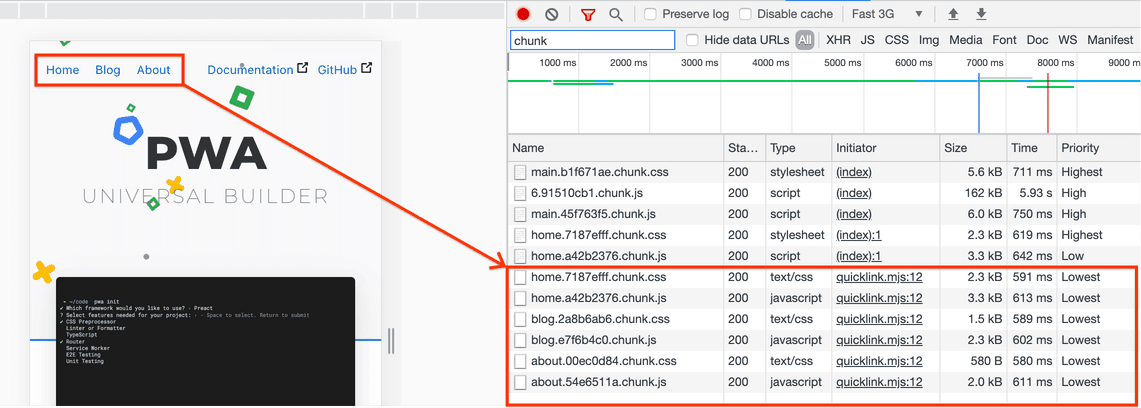 Home Blog About Documentation GitHub
PWA
UNIVERSAL BUILDER
➜ ~/code pwa init
✔ Which framework would you like to use? · Preact
? Select features needed for your project: · - Space to select. Return to submit
✔ CSS Preprocessor
Linter or Formatter
TypeScript
✔ Router
Service Worker
E2E Testing
Unit Testing
Preserve log Disable cache Fast 3G ▼
chunk Hide data URLs All XHR JS CSS Img Media Font Doc WS Manifest
1000 ms 2000 ms 3000 ms 4000 ms 5000 ms 6000 ms 7000 ms 8000 ms 9000
Name Sta… Type Initiator Size Time Priority
main.b1f671ae.chunk.css 200 stylesheet (index) 5.6 kB 711 ms Highest
6.91510cb1.chunk.js 200 script (index) 162 kB 5.93 s High
main.45f763f5.chunk.js 200 script (index) 6.0 kB 750 ms High
home.7187efff.chunk.css 200 stylesheet (index):1 2.3 kB 619 ms Highest
home.a42b2376.chunk.js 200 script (index):1 3.3 kB 642 ms Low
home.7187efff.chunk.css 200 text/css quicklink.mjs:12 2.3 kB 591 ms Lowest
home.a42b2376.chunk.js 200 javascript quicklink.mjs:12 3.3 kB 613 ms Lowest
blog.2a8b6ab6.chunk.css 200 text/css quicklink.mjs:12 1.5 kB 589 ms Lowest
blog.e7f6b4c0.chunk.js 200 javascript quicklink.mjs:12 2.3 kB 602 ms Lowest
about.00ec0d84.chunk.css 200 text/css quicklink.mjs:12 580 B 580 ms Lowest
about.54e6511a.chunk.js 200 javascript quicklink.mjs:12 2.0 kB 611 ms Lowest